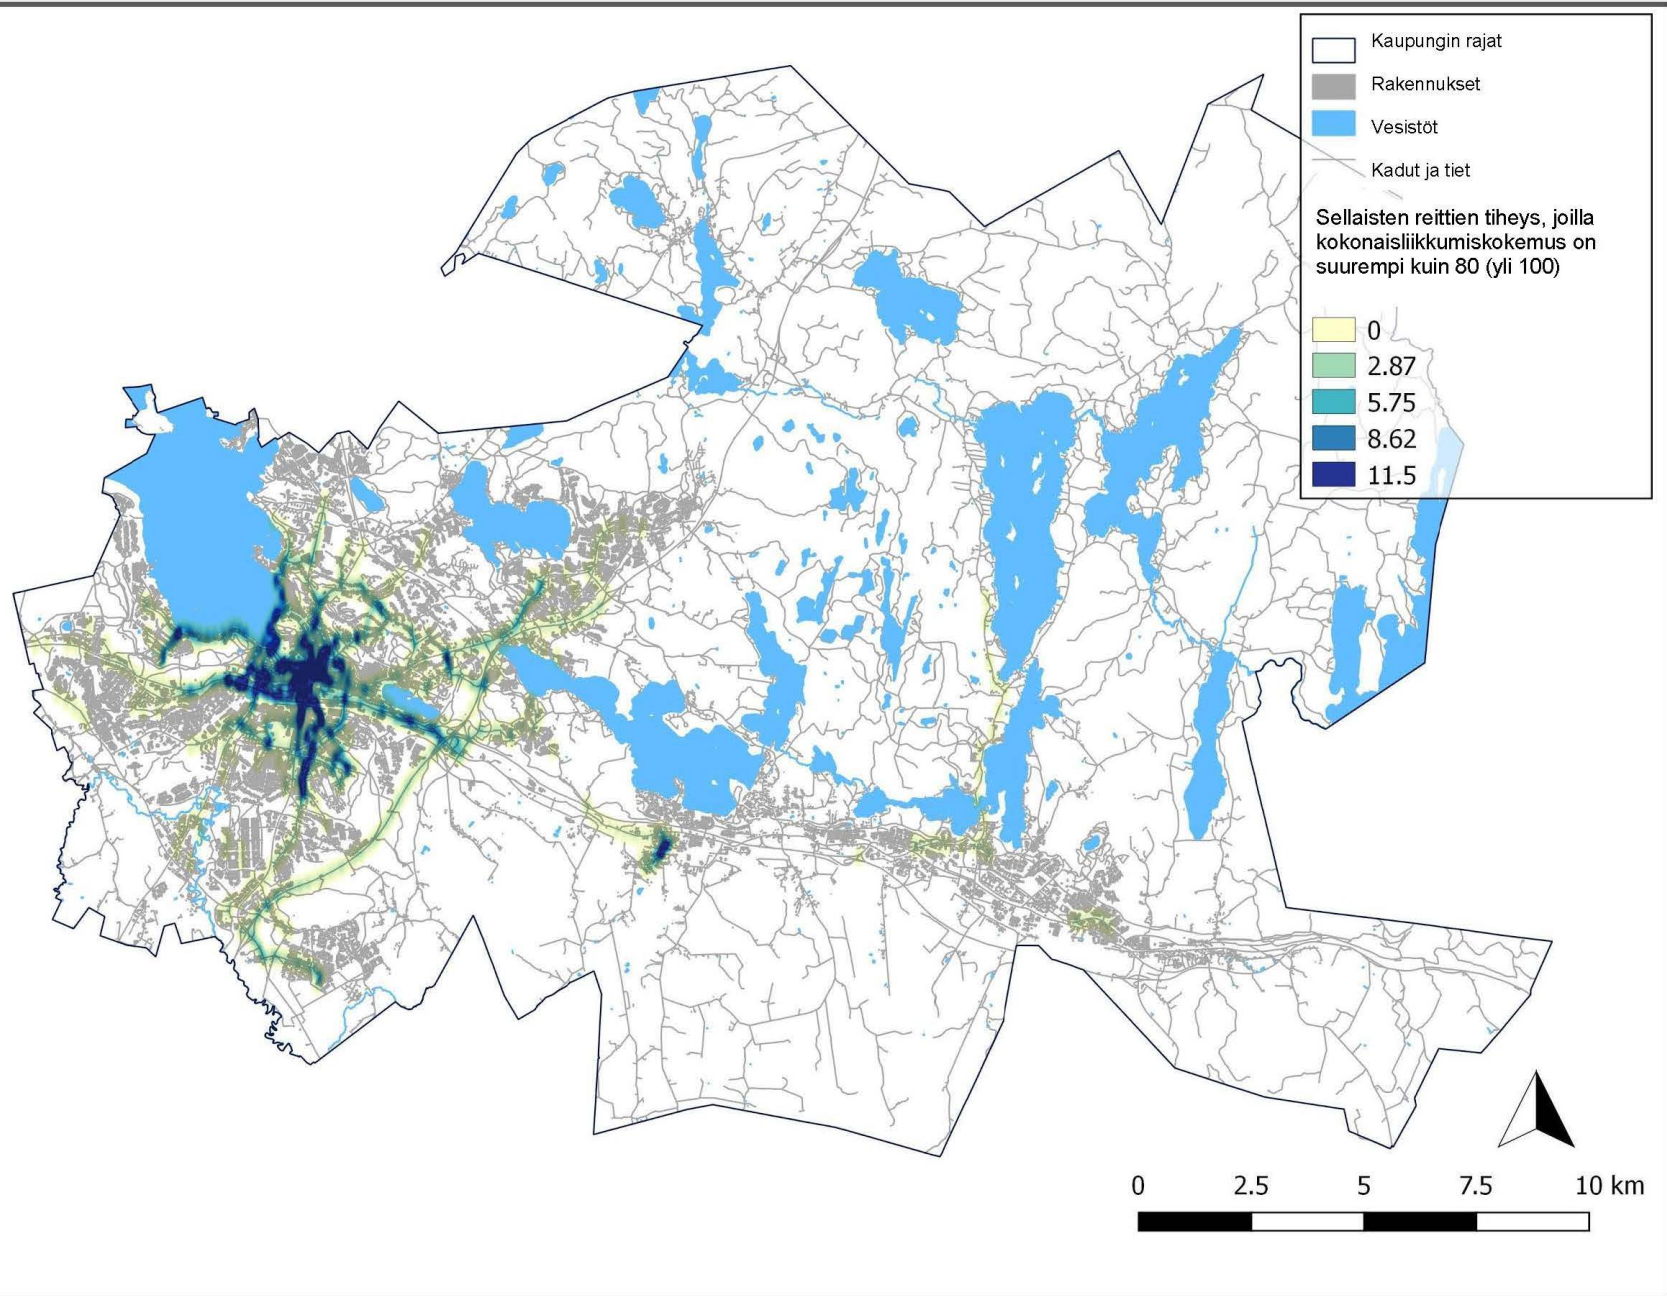 Kaupungin rajat
Rakennukset
Vesistöt
Kadut ja tiet
Sellaisten reittien tiheys, joilla
kokonaisliikkumiskokemus on
suurempi kuin 80 (yli 100)
0
2.87
5.75
8.62
11.5
0 2.5 5 7.5 10 km